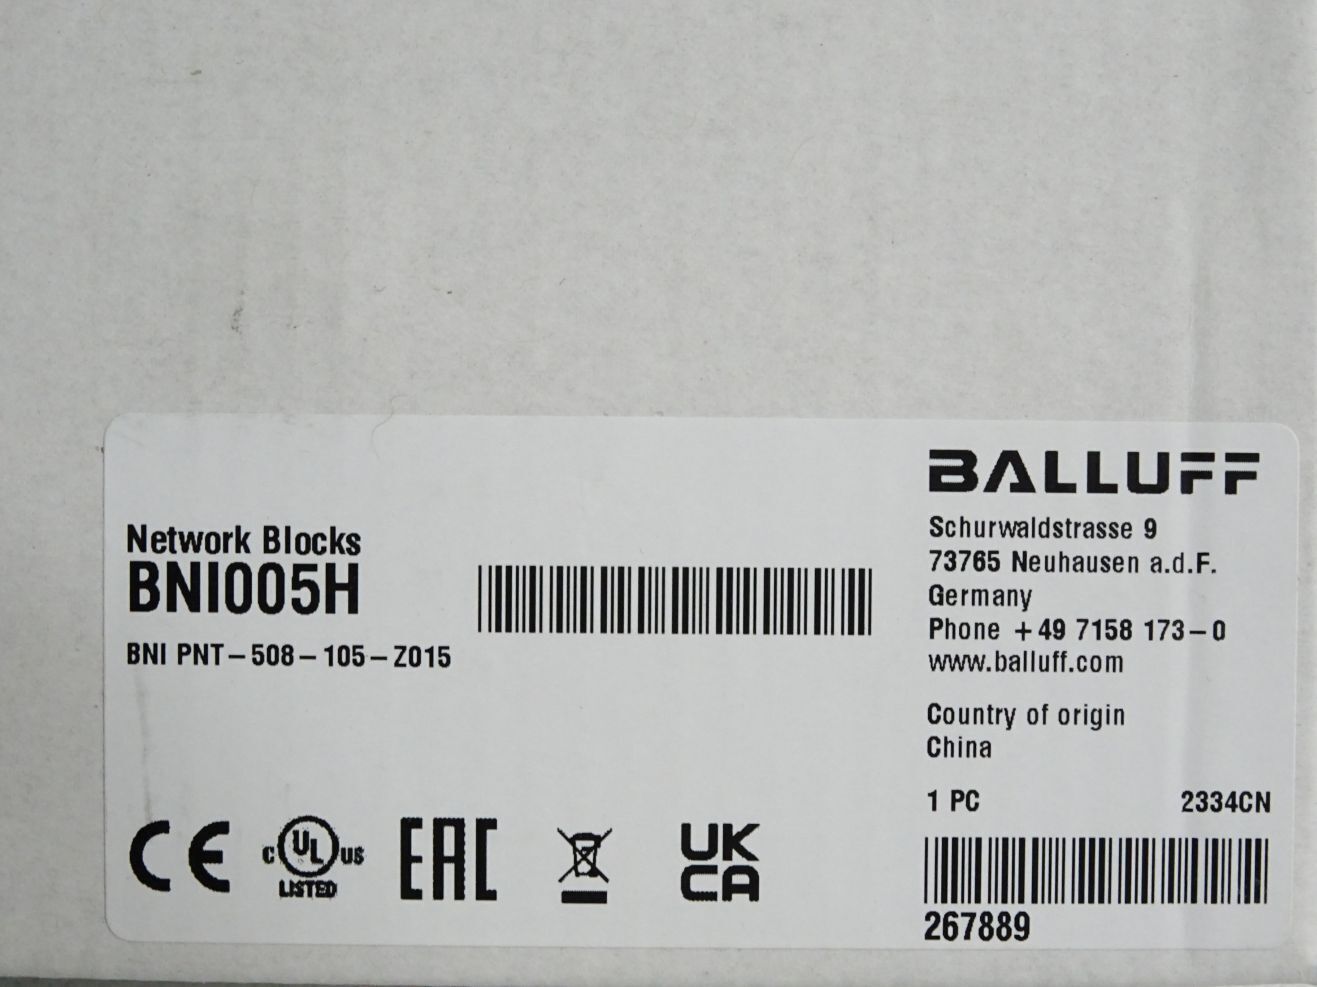 BALLUFF
Schurwaldstrasse 9
73765 Neuhausen a.d.F.
Germany
Phone +49 7158 173-0
www.balluff.com
Country of origin
China
1 PC 2334CN
267889
Network Blocks
BNI005H
BNI PNT-508-105-Z015
CE
C UL US
LISTED
EAC
UK
CA